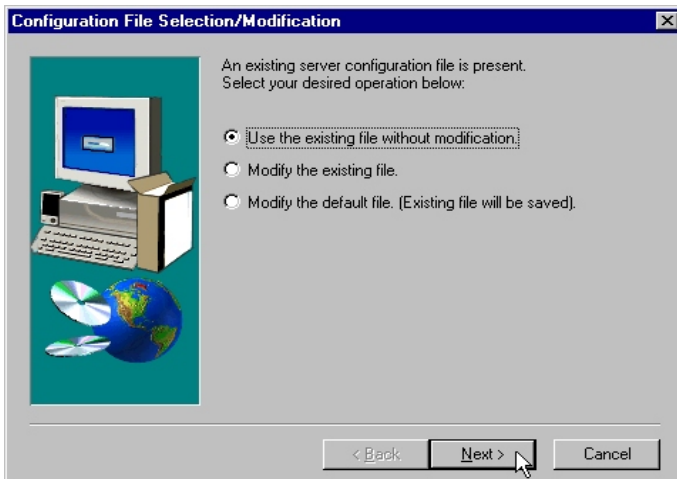 Configuration File Selection/Modification
An existing server configuration file is present.
Select your desired operation below:
Use the existing file without modification.
Modify the existing file.
Modify the default file. (Existing file will be saved).
< Back
Next >
Cancel